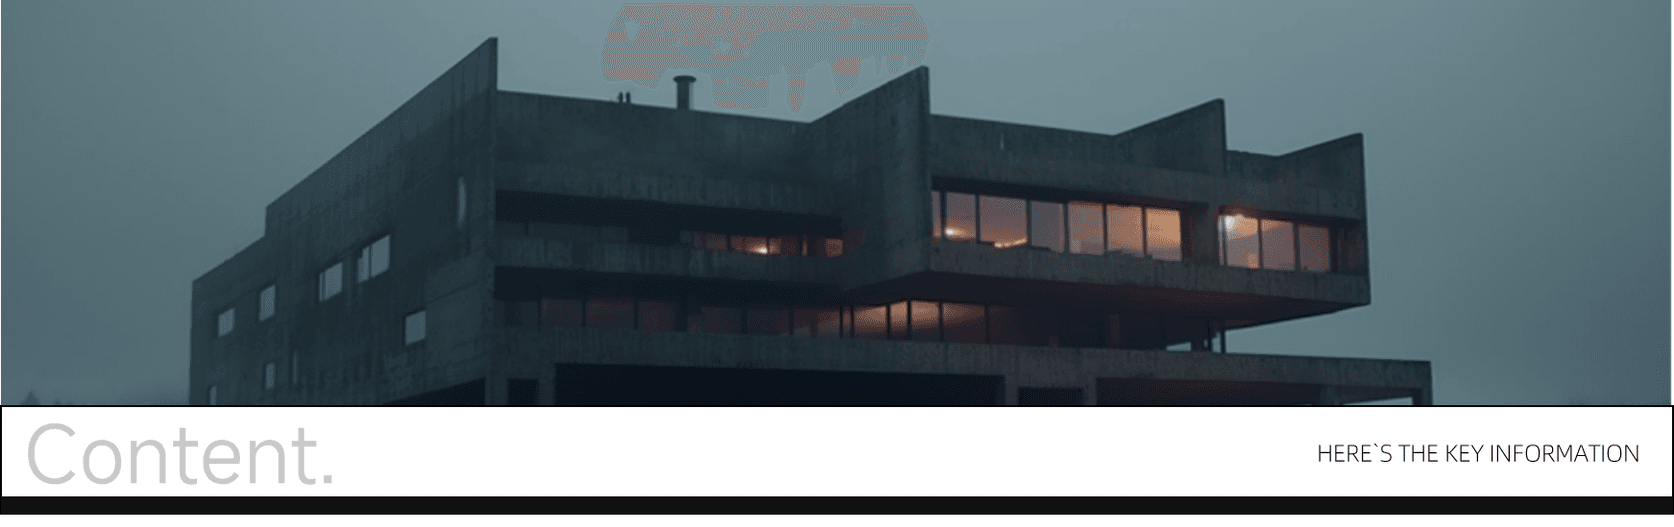 Content.
HERE`S THE KEY INFORMATION